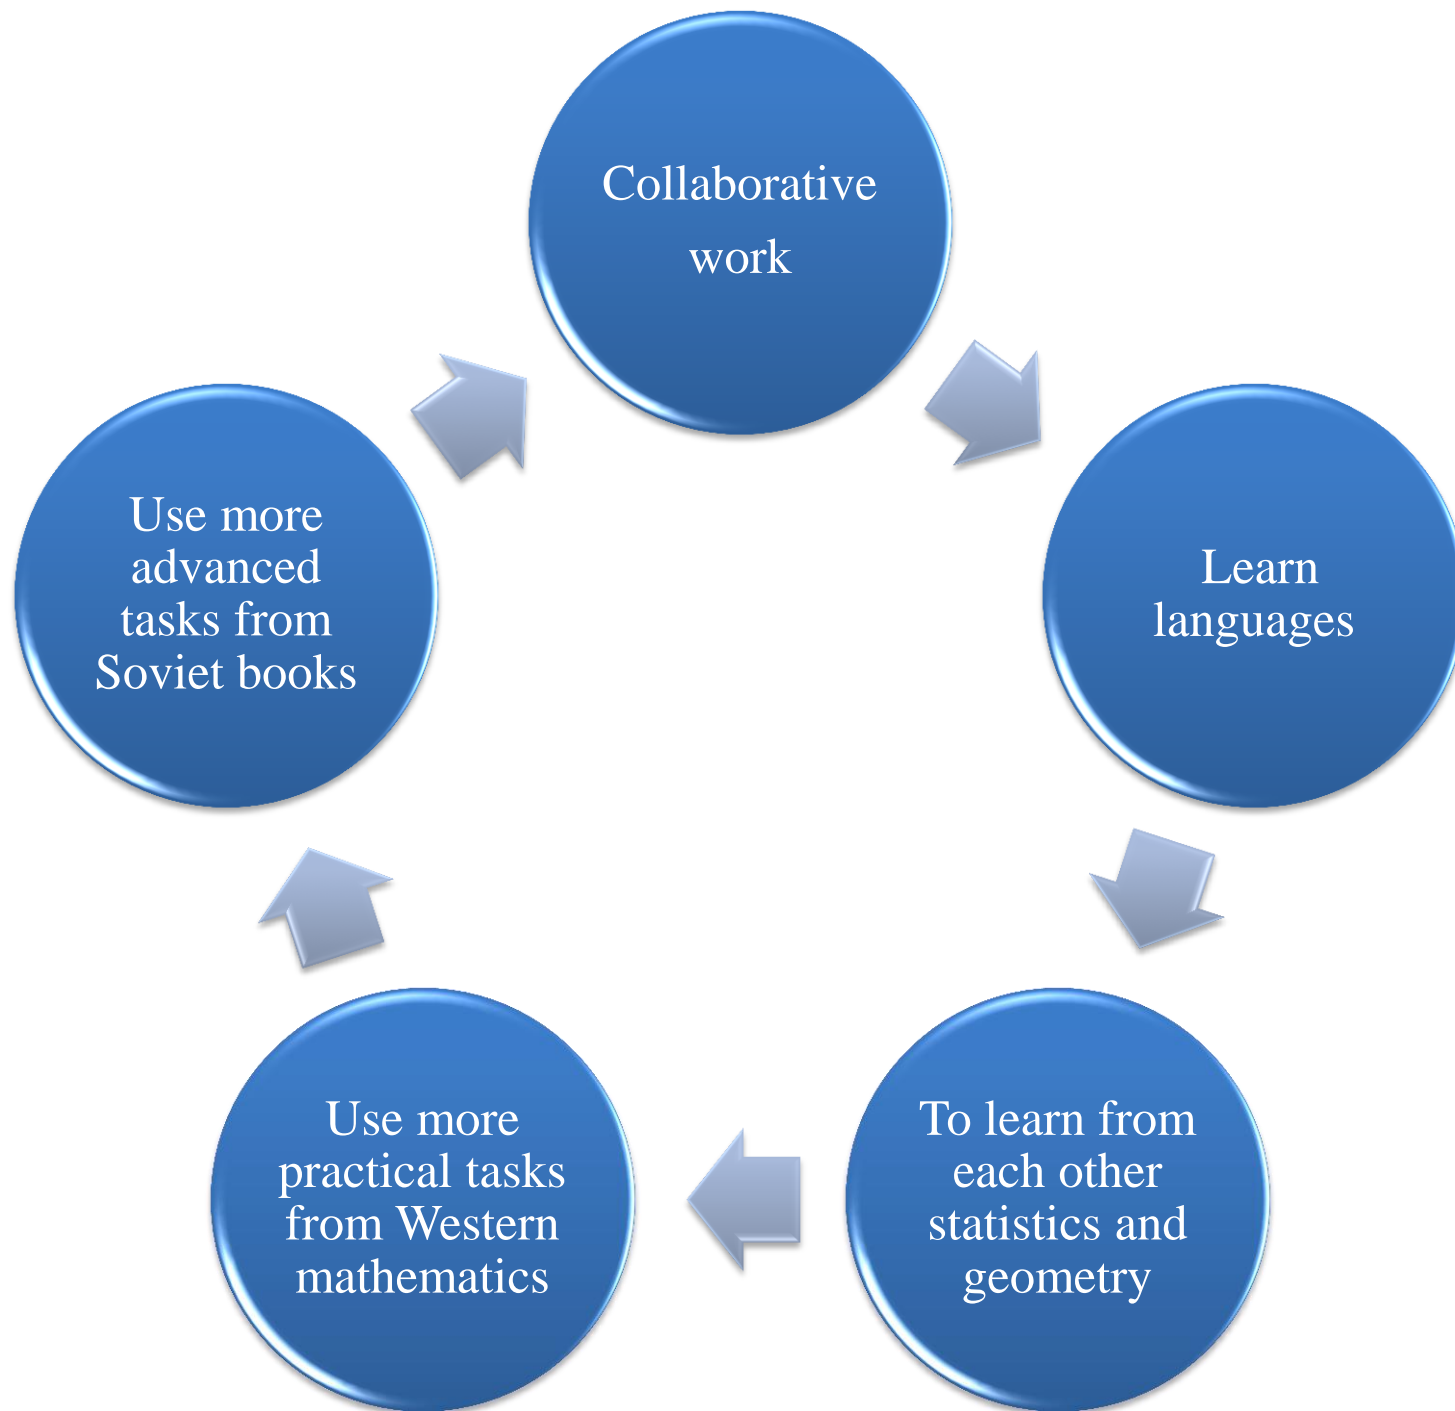 Collaborative
work
Learn
languages
To learn from
each other
statistics and
geometry
Use more
practical tasks
from Western
mathematics
Use more
advanced
tasks from
Soviet books